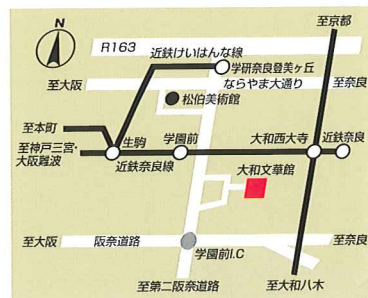 N
至京都
R163
近鉄けいはんな線
学研奈良登美ヶ丘
至大阪
ならやま大通り
至奈良
松伯美術館
至本町
生駒
学園前
大和西大寺
近鉄奈良
至神戸三宮・
大阪難波
近鉄奈良線
大和文華館
至大阪
阪奈道路
至奈良
学園前I.C
至第二阪奈道路
至大和八木